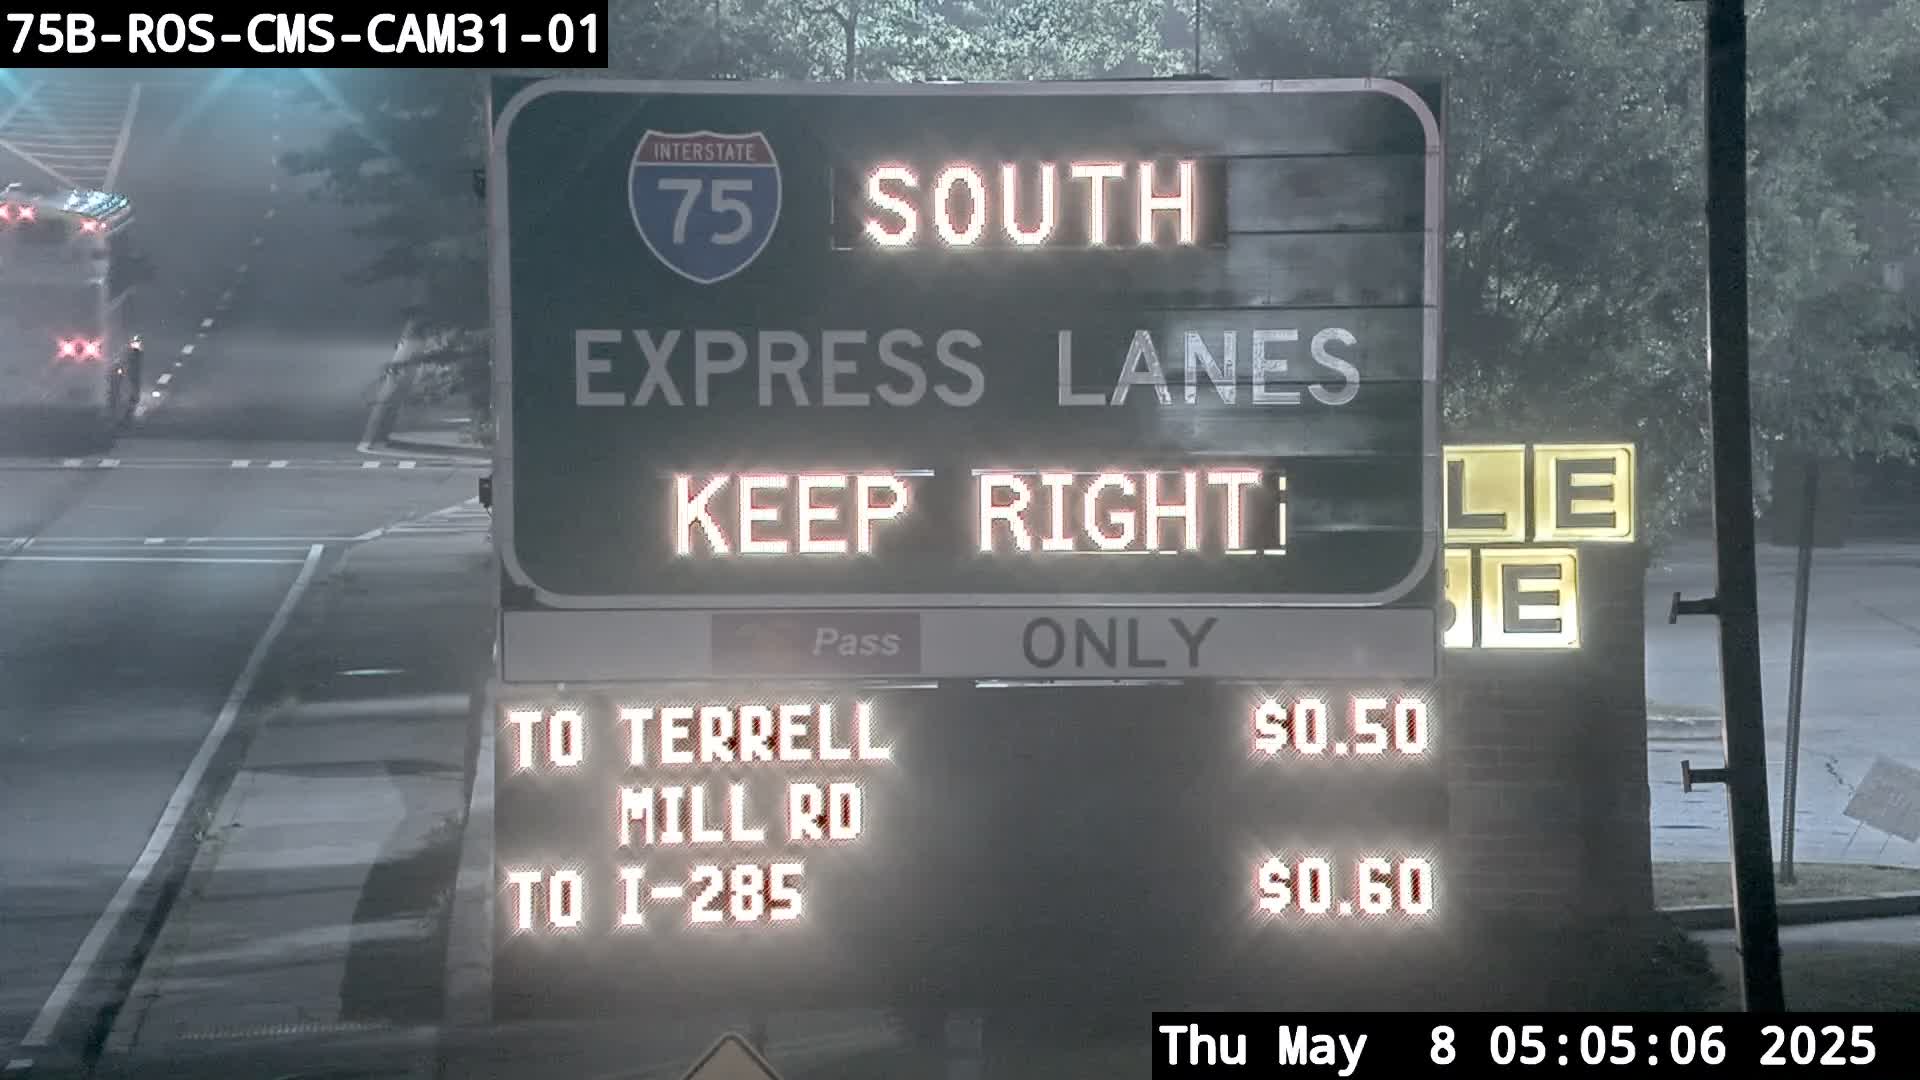 75B-ROS-CMS-CAM31-01
INTERSTATE
75
SOUTH
EXPRESS LANES
KEEP RIGHT
Pass ONLY
LE
E
TO TERRELL $0.50
MILL RD
TO I-285 $0.60
Thu May 8 05:05:06 2025